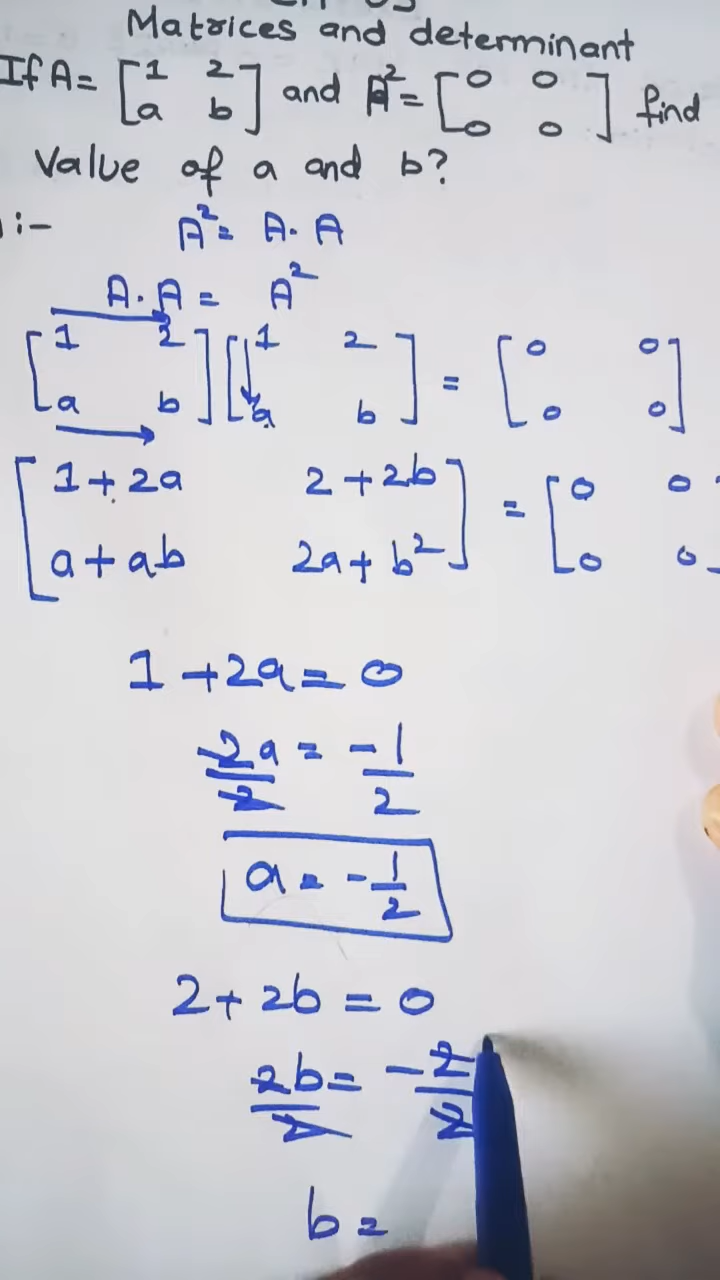 Matrices and determinant
If A = [1 2 a b] and A² = [0 0 0 0] find
Value of a and b?
:- A² = A. A
A. A = A²
[1 2 a b] [1 2 a b] = [0 0 0 0]
[1 + 2a 2 + 2b a + ab 2a + b²] = [0 0 0 0
1 + 2a = 0
2a/2 = -1/2
a = -1/2
2 + 2b = 0
2b/2 = -2/2
b =